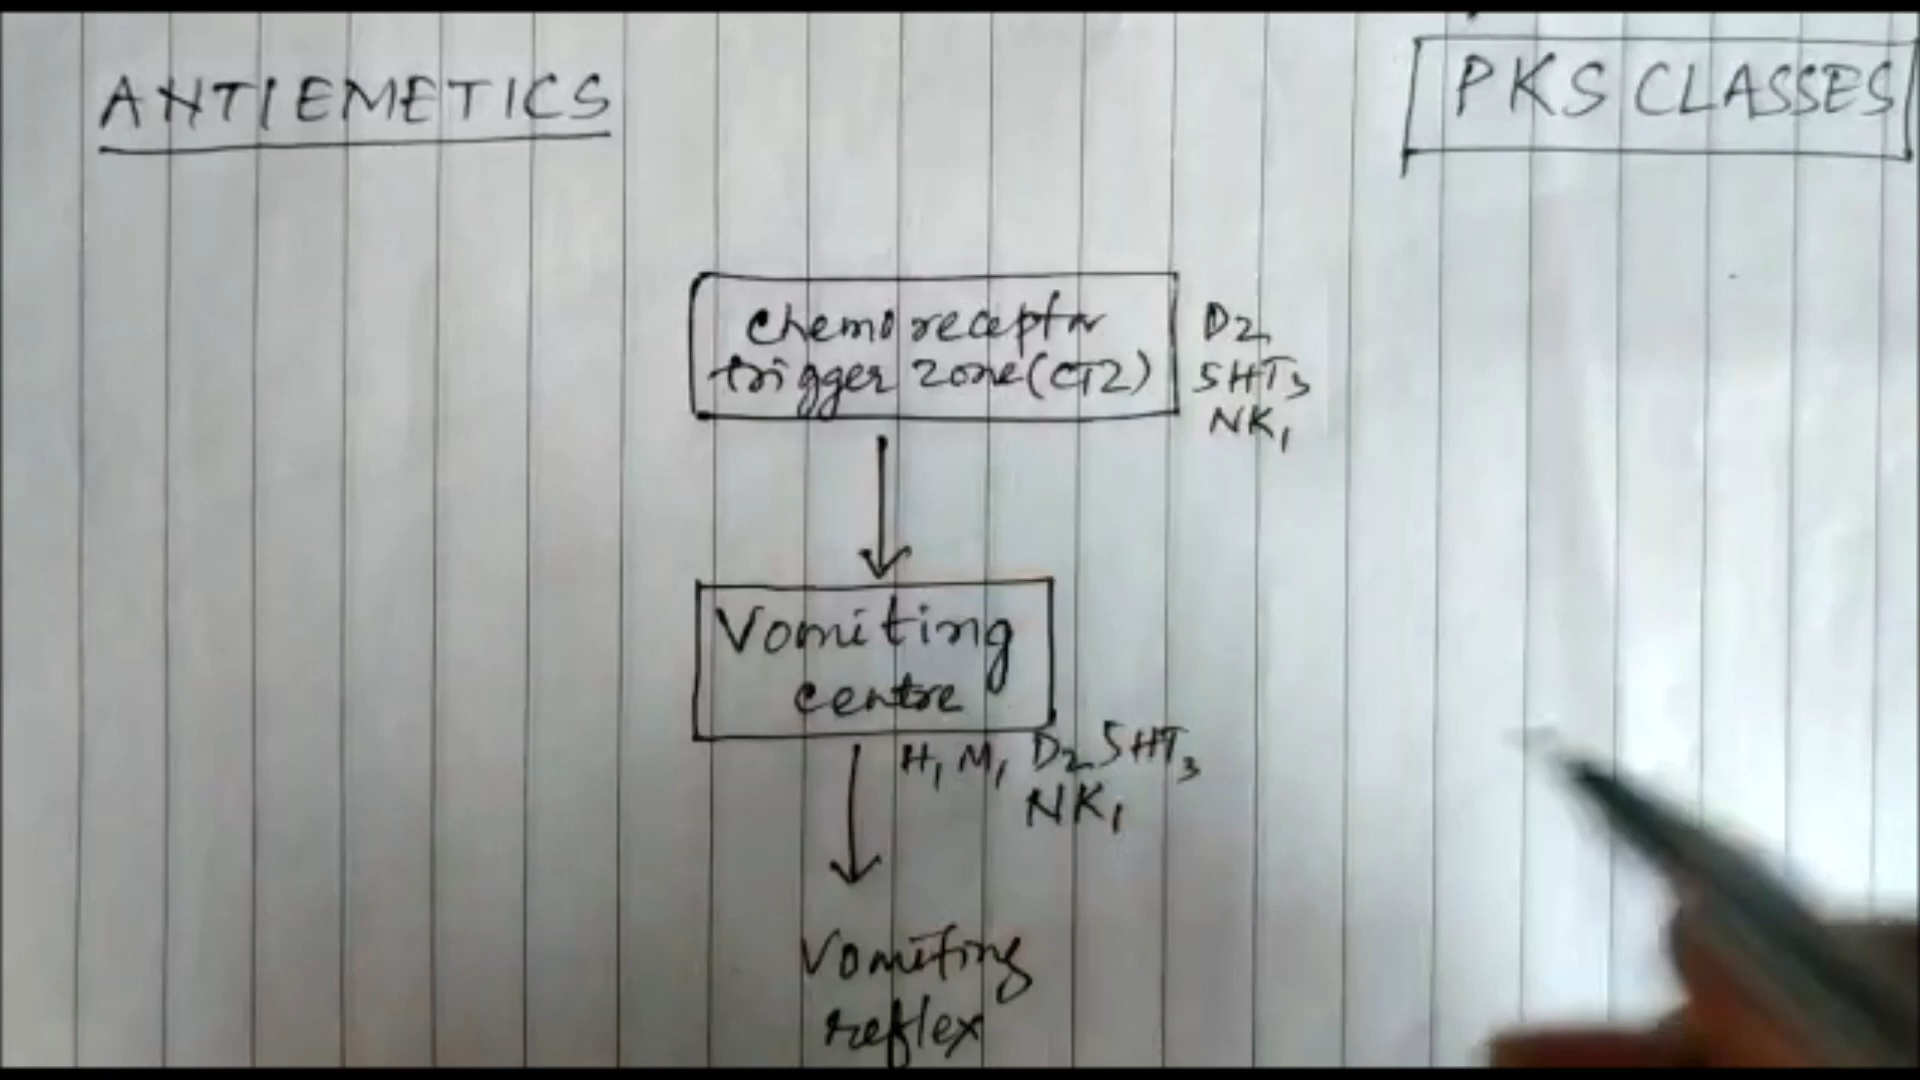 ANTIEMETICS
PKS CLASSES
Chemoreceptor
trigger zone (CTZ)
D2
5HT3
NK1
Vomiting
centre
H1 M1 D2 5HT3
NK1
Vomiting
reflex